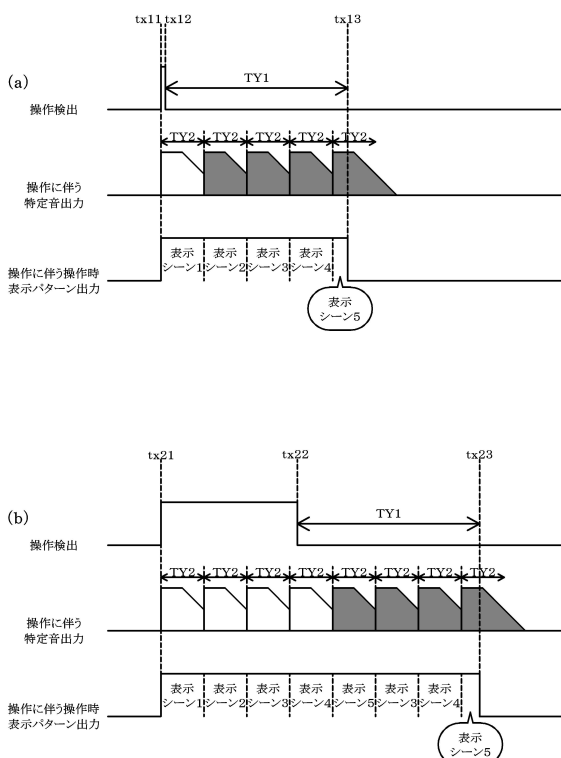 tx11 tx12 tx13
(a)
TY1
操作検出
TY2 TY2 TY2 TY2 TY2
操作に伴う
特定音出力
表示 表示 表示 表示
シーン1 シーン2 シーン3 シーン4
操作に伴う操作時
表示パターン出力
表示
シーン5
tx21 tx22 tx23
(b)
TY1
操作検出
TY2 TY2 TY2 TY2 TY2 TY2 TY2 TY2
操作に伴う
特定音出力
表示 表示 表示 表示 表示 表示 表示
シーン1 シーン2 シーン3 シーン4 シーン5 シーン3 シーン4
操作に伴う操作時
表示パターン出力
表示
シーン5